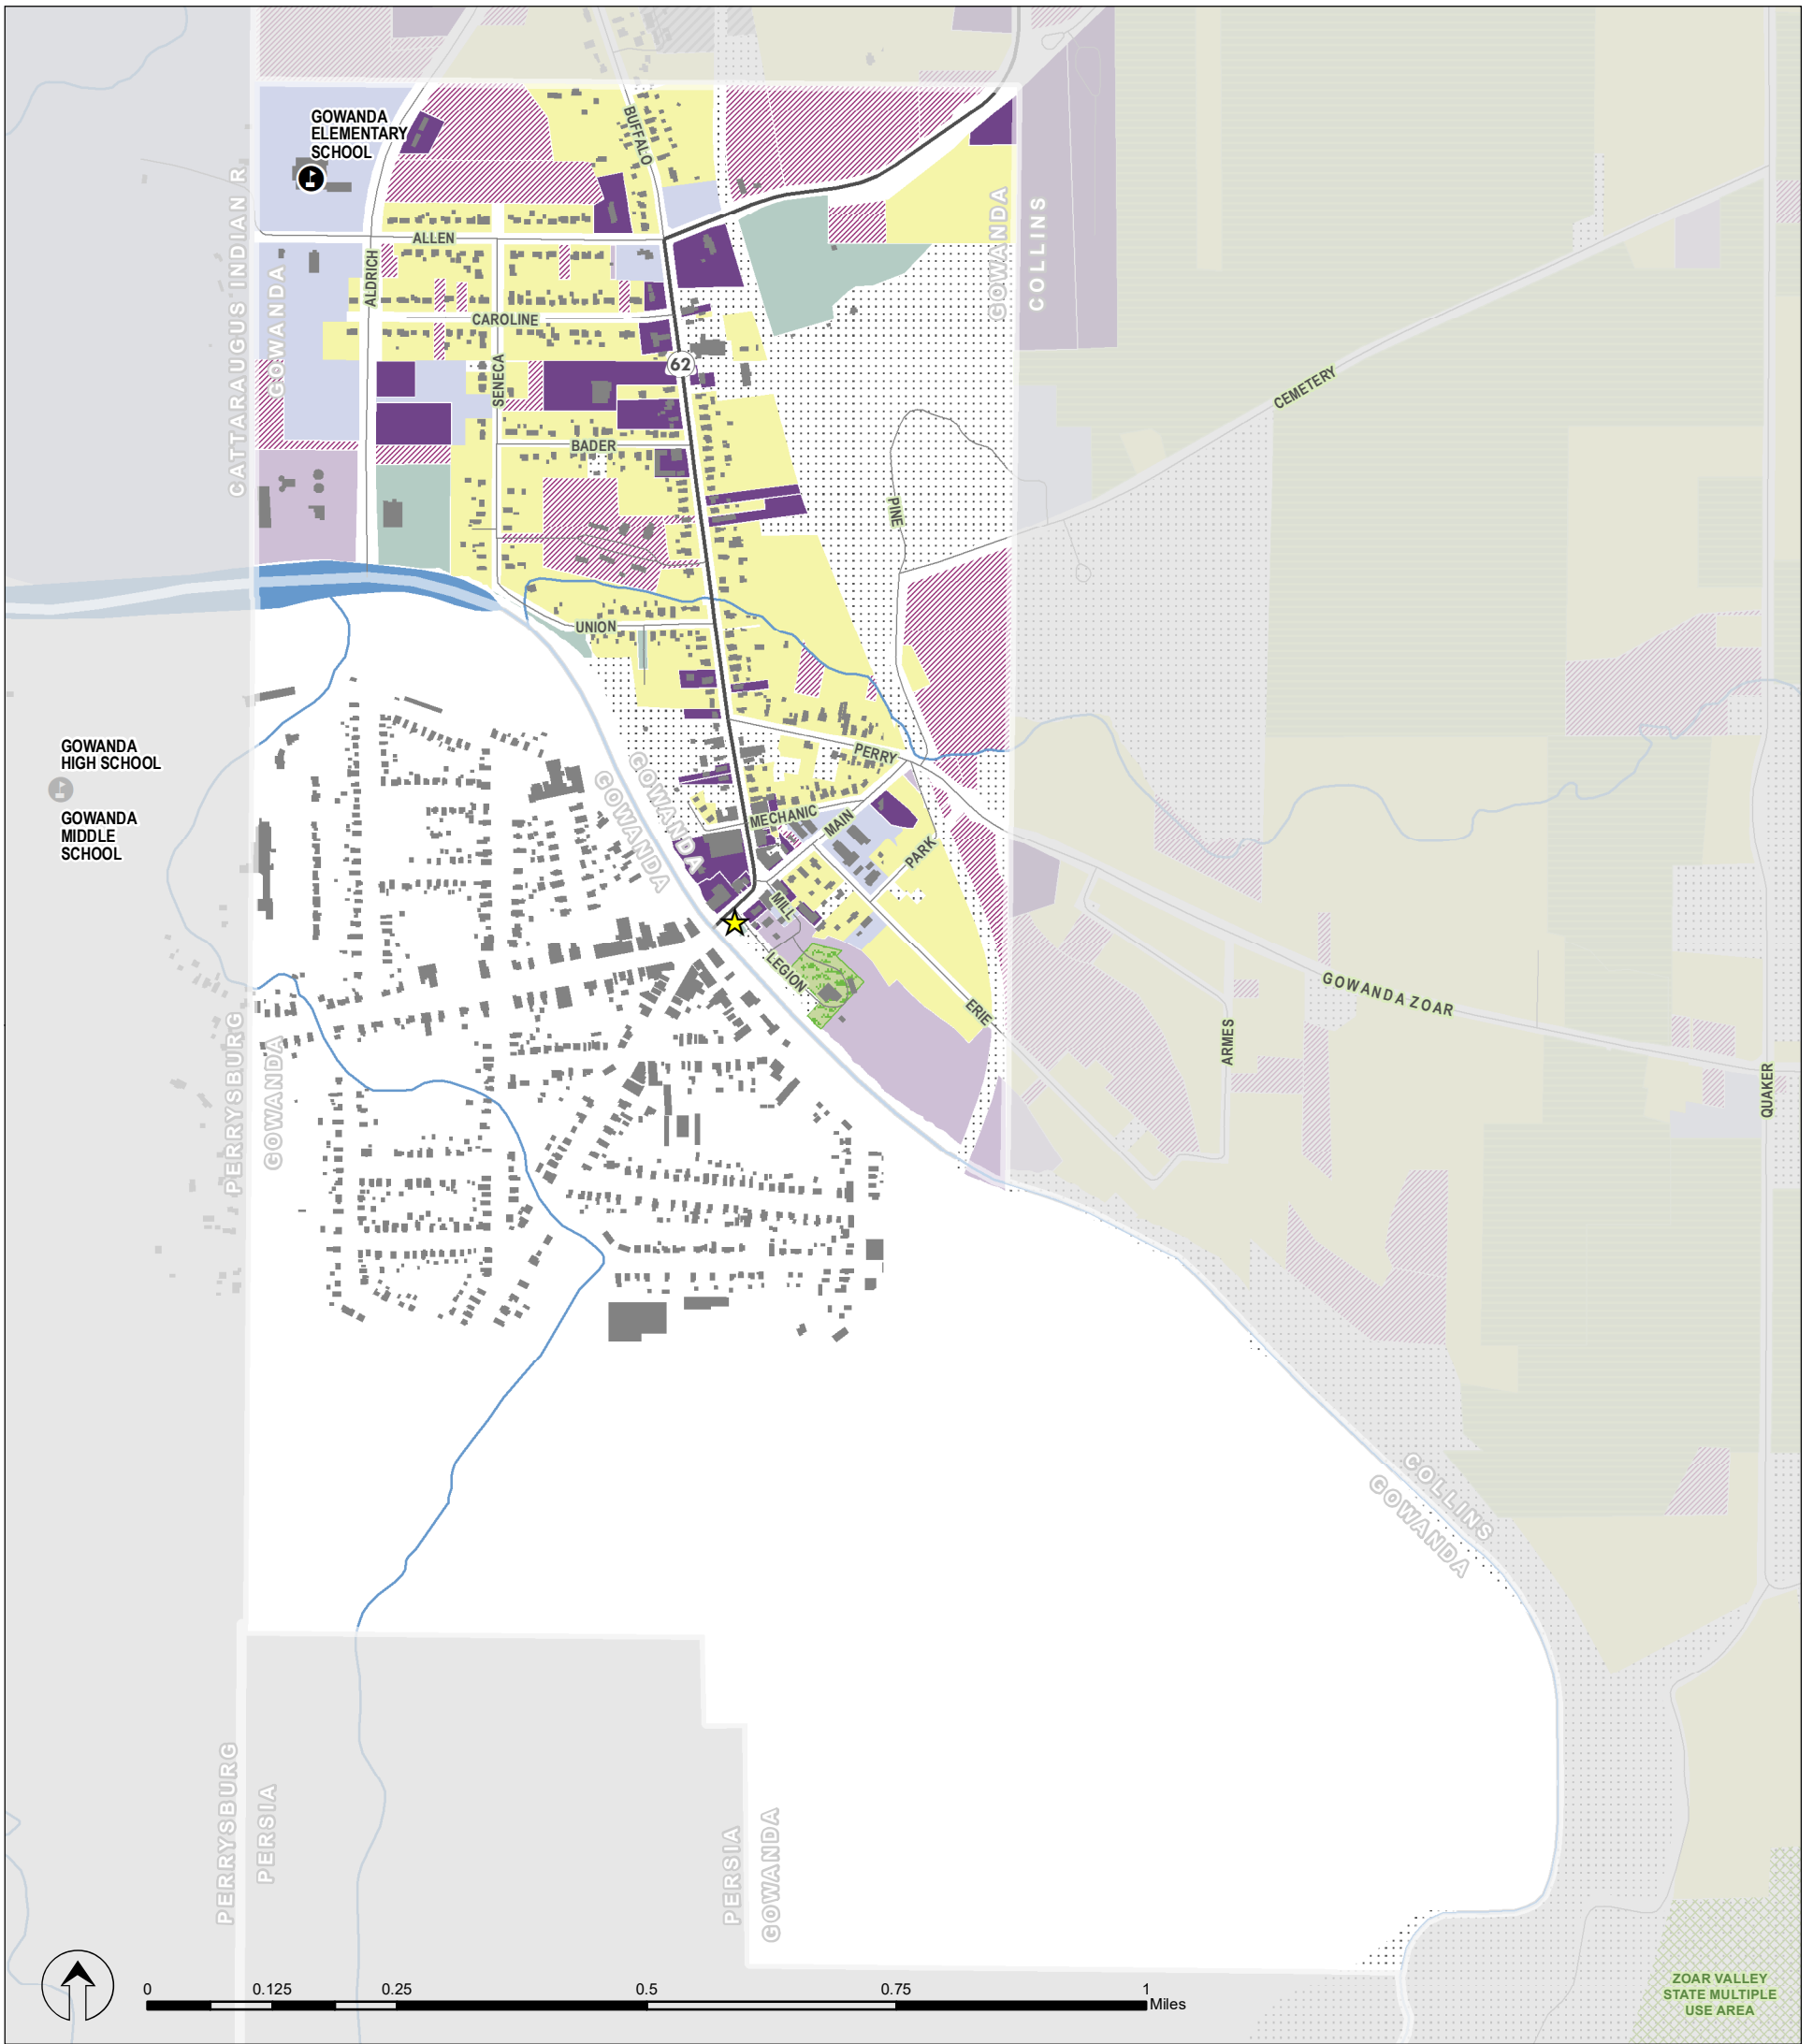 GOWANDA
ELEMENTARY
SCHOOL
BUFFALO
CATTARAUGUS INDIAN R
GOWANDA
ALLEN
ALDRICH
GOWANDA
COLLINS
CAROLINE
SENECA
62
CEMETERY
BADER
PINE
UNION
GOWANDA
HIGH SCHOOL
GOWANDA
MIDDLE
SCHOOL
GOWANDA
GOWANDA
PERRY
MECHANIC
MAIN
PARK
MILL
LEGION
ERIE
GOWANDA ZOAR
ARMES
QUAKER
PERRYSBURG
GOWANDA
COLLINS
GOWANDA
PERRYSBURG
PERSIA
PERSIA
GOWANDA
0 0.125 0.25 0.5 0.75 1
Miles
ZOAR VALLEY
STATE MULTIPLE
USE AREA